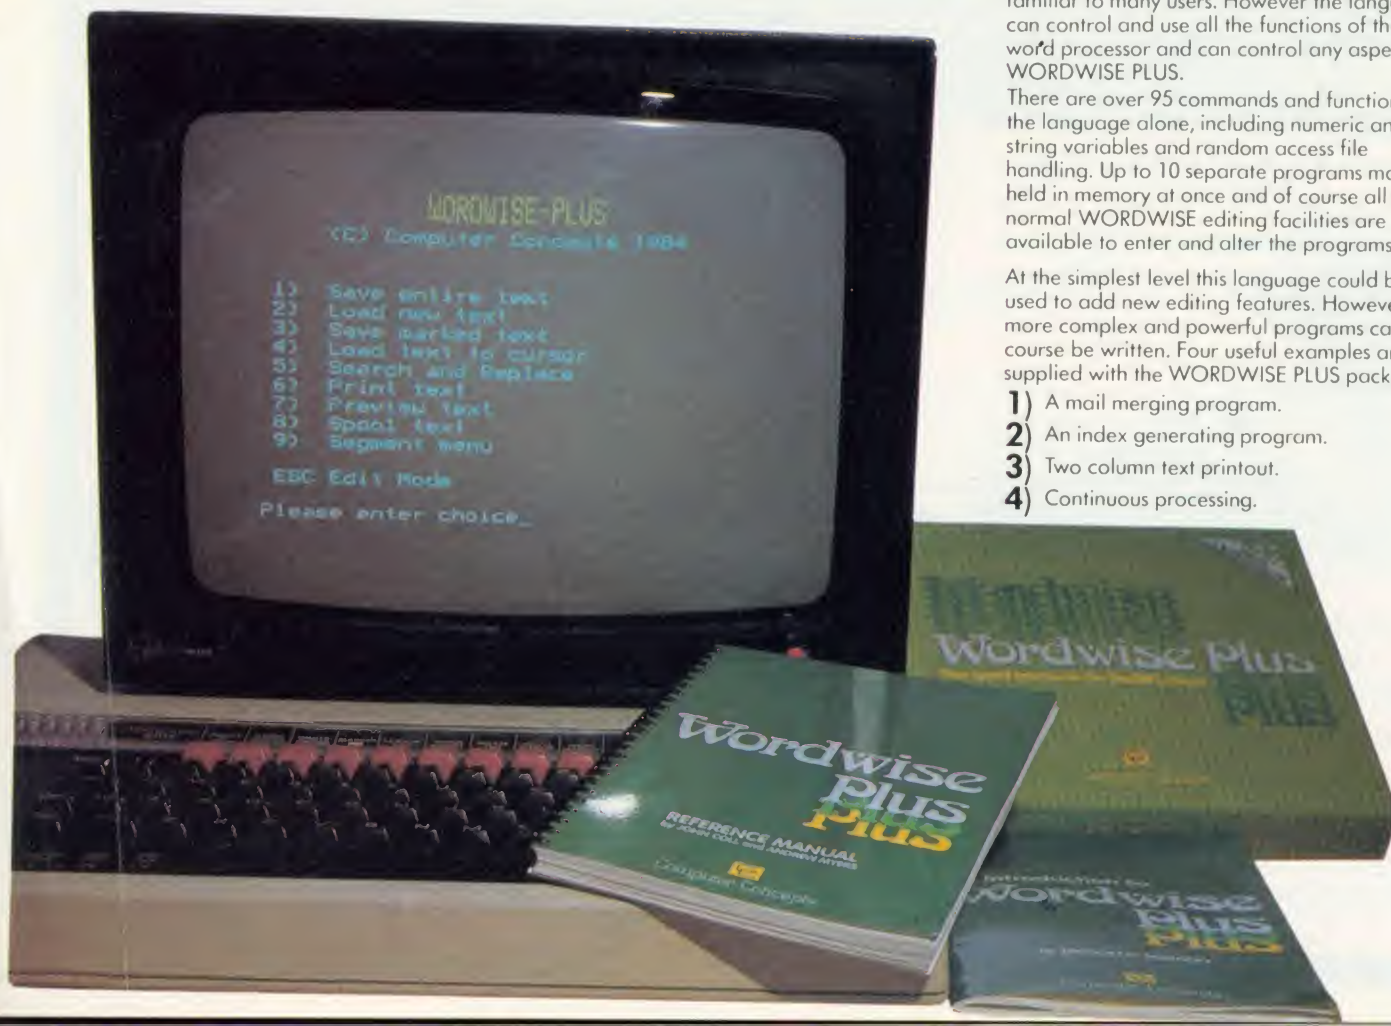 WORDWISE-PLUS
(C) Computer Concepts 1984
1) Save entire text
2) Load new text
3) Save marked text
4) Load text to cursor
5) Search and Replace
6) Print text
7) Preview text
8) Spool text
9) Segment menu
ESC Edit Mode
Please enter choice_
familiar to many users. However the lang
can control and use all the functions of th
word processor and can control any aspe
WORDWISE PLUS.
There are over 95 commands and function
the language alone, including numeric an
string variables and random access file
handling. Up to 10 separate programs ma
held in memory at once and of course all
normal WORDWISE editing facilities are
available to enter and alter the programs
At the simplest level this language could b
used to add new editing features. Howeve
more complex and powerful programs ca
course be written. Four useful examples a
supplied with the WORDWISE PLUS pack
1) A mail merging program.
2) An index generating program.
3) Two column text printout.
4) Continuous processing.
Wordwise
Plus
Plus
REFERENCE MANUAL
by JOHN COLL and ANDREW MYERS
Computer Concepts
Wordwise
Wordwise Plus
Plus
Introduction to
Wordwise
Plus
Plus